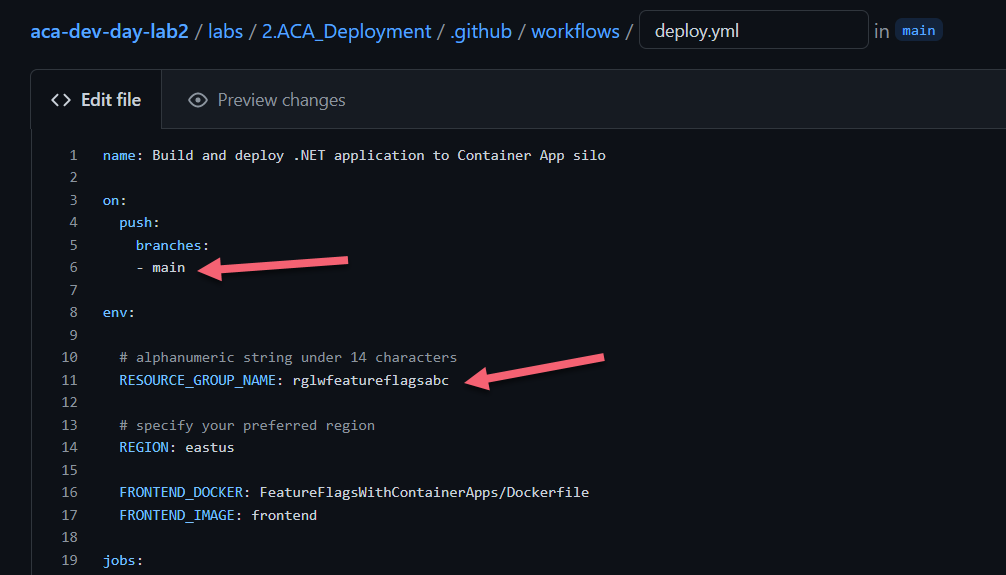 aca-dev-day-lab2 / labs / 2.ACA_Deployment / .github / workflows / deploy.yml in main
Edit file Preview changes
1 name: Build and deploy .NET application to Container App silo
2
3 on:
4 push:
5 branches:
6 - main
7
8 env:
9
10 # alphanumeric string under 14 characters
11 RESOURCE_GROUP_NAME: rglwfeatureflagsabc
12
13 # specify your preferred region
14 REGION: eastus
15
16 FRONTEND_DOCKER: FeatureFlagsWithContainerApps/Dockerfile
17 FRONTEND_IMAGE: frontend
18
19 jobs: